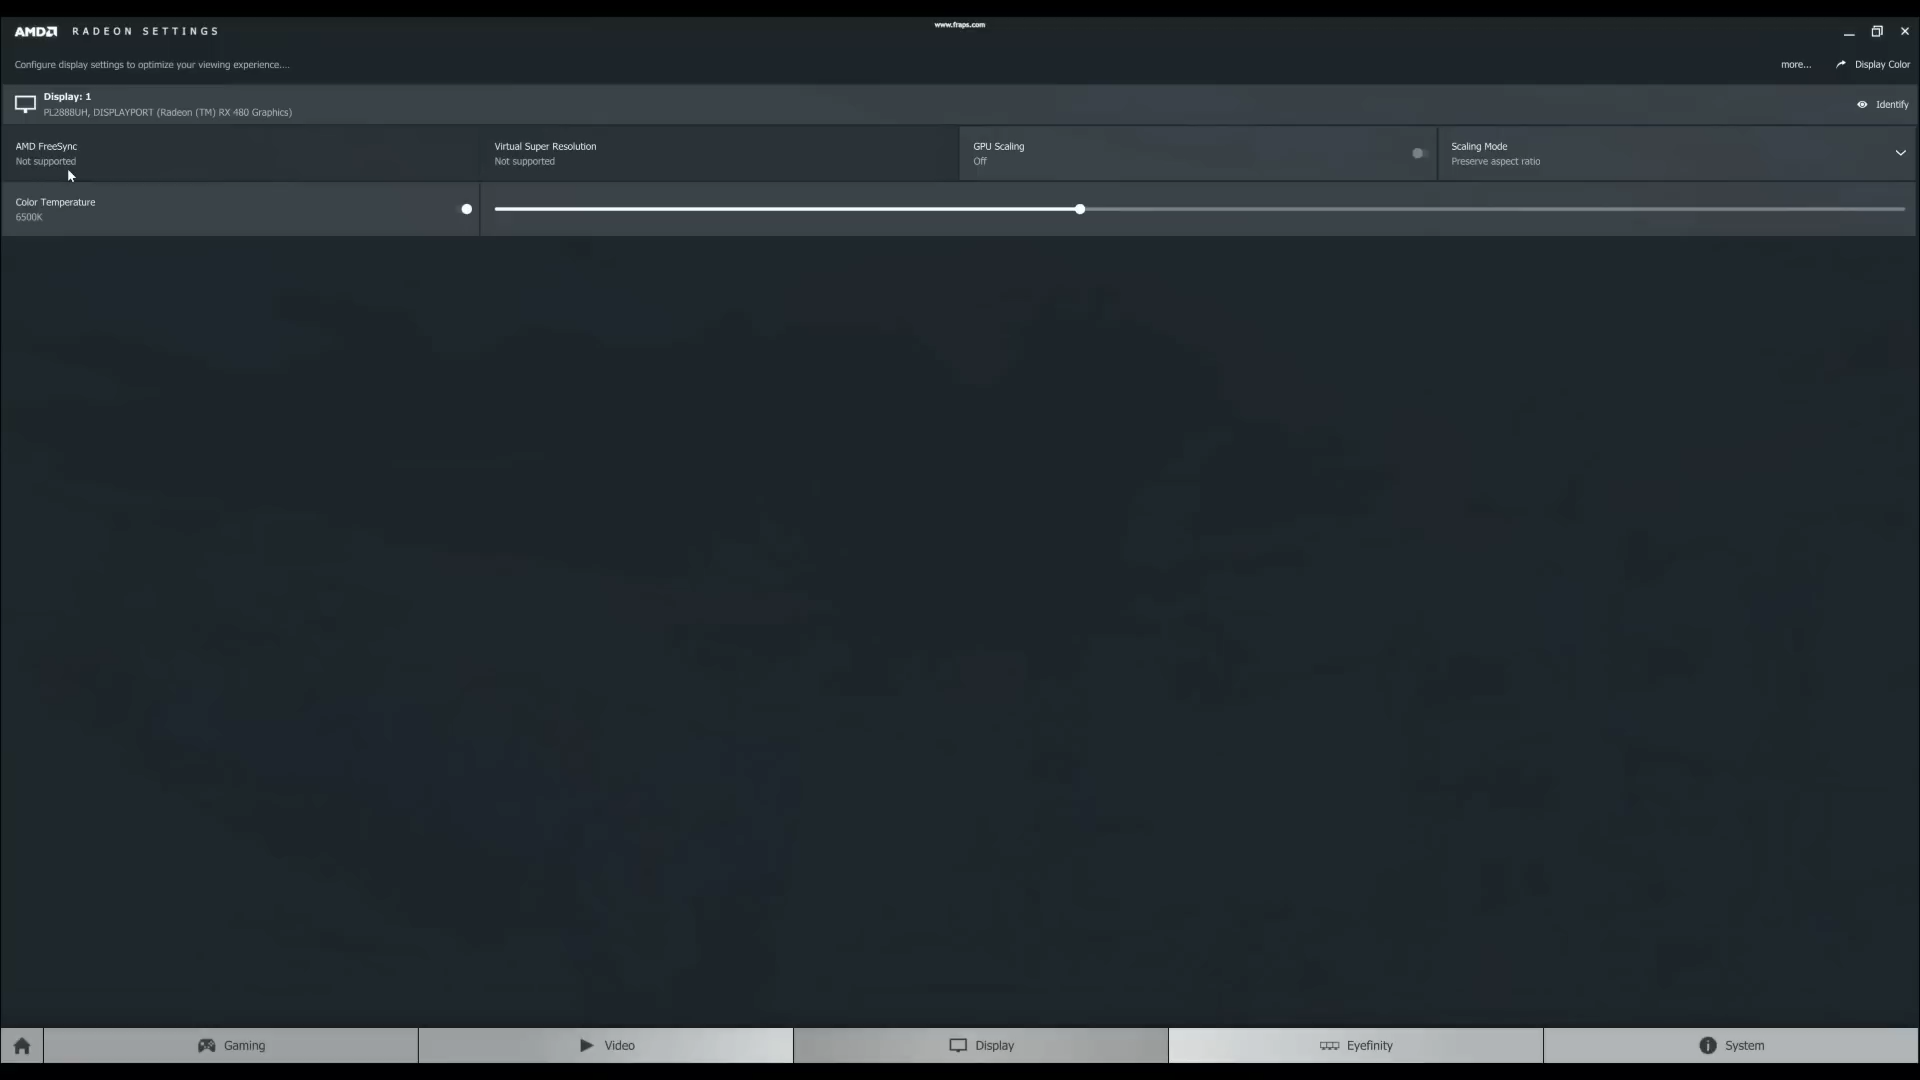 www.fraps.com
AMD RADEON SETTINGS
Configure display settings to optimize your viewing experience....
more... Display Color
Display: 1
PL2888UH, DISPLAYPORT (Radeon (TM) RX 480 Graphics)
Identify
AMD FreeSync
Not supported
Virtual Super Resolution
Not supported
GPU Scaling
Off
Scaling Mode
Preserve aspect ratio
Color Temperature
6500K
Gaming
Video
Display
Eyefinity
System